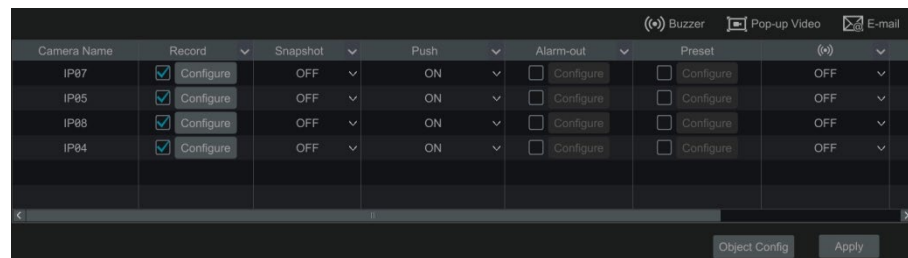 Buzzer Pop-up Video E-mail
Camera Name Record Snapshot Push Alarm-out Preset
IP07 Configure OFF ON Configure Configure OFF
IP05 Configure OFF ON Configure Configure OFF
IP08 Configure OFF ON Configure Configure OFF
IP04 Configure OFF ON Configure Configure OFF
Object Config Apply